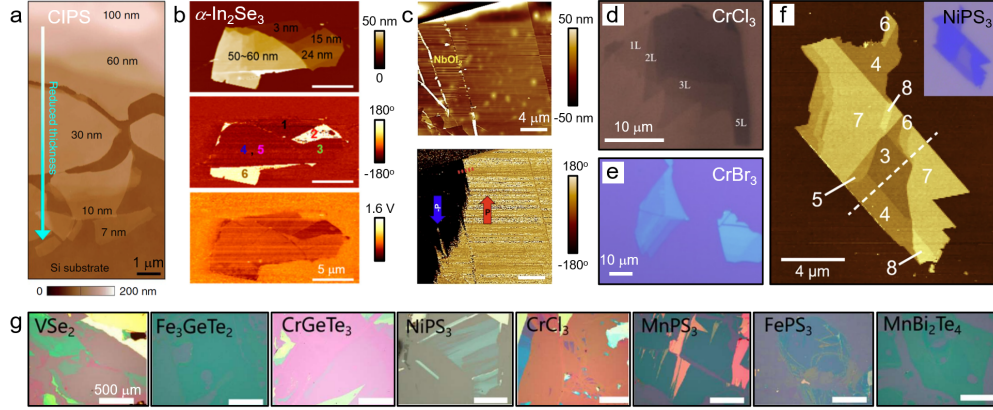 a
CIPS
100 nm
60 nm
Reduced thickness
30 nm
10 nm
7 nm
Si substrate
1 μm
0
200 nm
b
α-In2Se3
3 nm
15 nm
50~60 nm
24 nm
50 nm
0
1
2
4
5
3
6
180°
-180°
1.6 V
5 μm
c
NbOI2
4 μm
50 nm
-50 nm
P
P
180°
-180°
d
CrCl3
1L
2L
3L
5L
10 μm
e
CrBr3
10 μm
f
NiPS3
6
4
8
7
6
3
7
5
4
8
4 μm
g
VSe2
500 μm
Fe3GeTe2
CrGeTe3
NiPS3
CrCl3
MnPS3
FePS3
MnBi2Te4